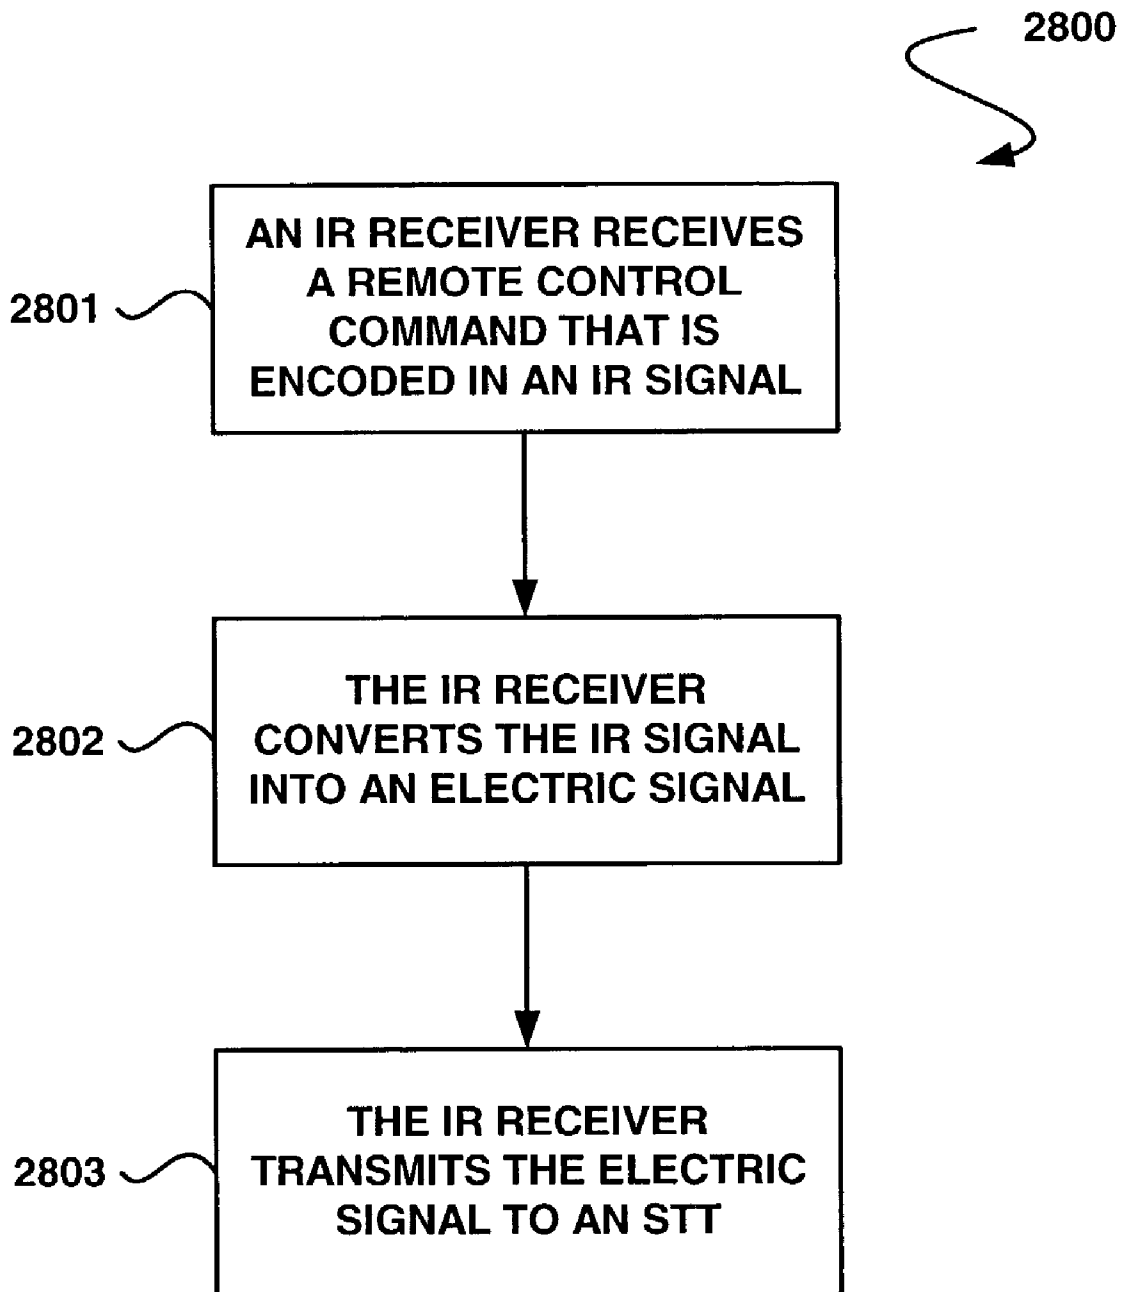 2800
AN IR RECEIVER RECEIVES
A REMOTE CONTROL
COMMAND THAT IS
ENCODED IN AN IR SIGNAL
2801
THE IR RECEIVER
CONVERTS THE IR SIGNAL
INTO AN ELECTRIC SIGNAL
2802
THE IR RECEIVER
TRANSMITS THE ELECTRIC
SIGNAL TO AN STT
2803